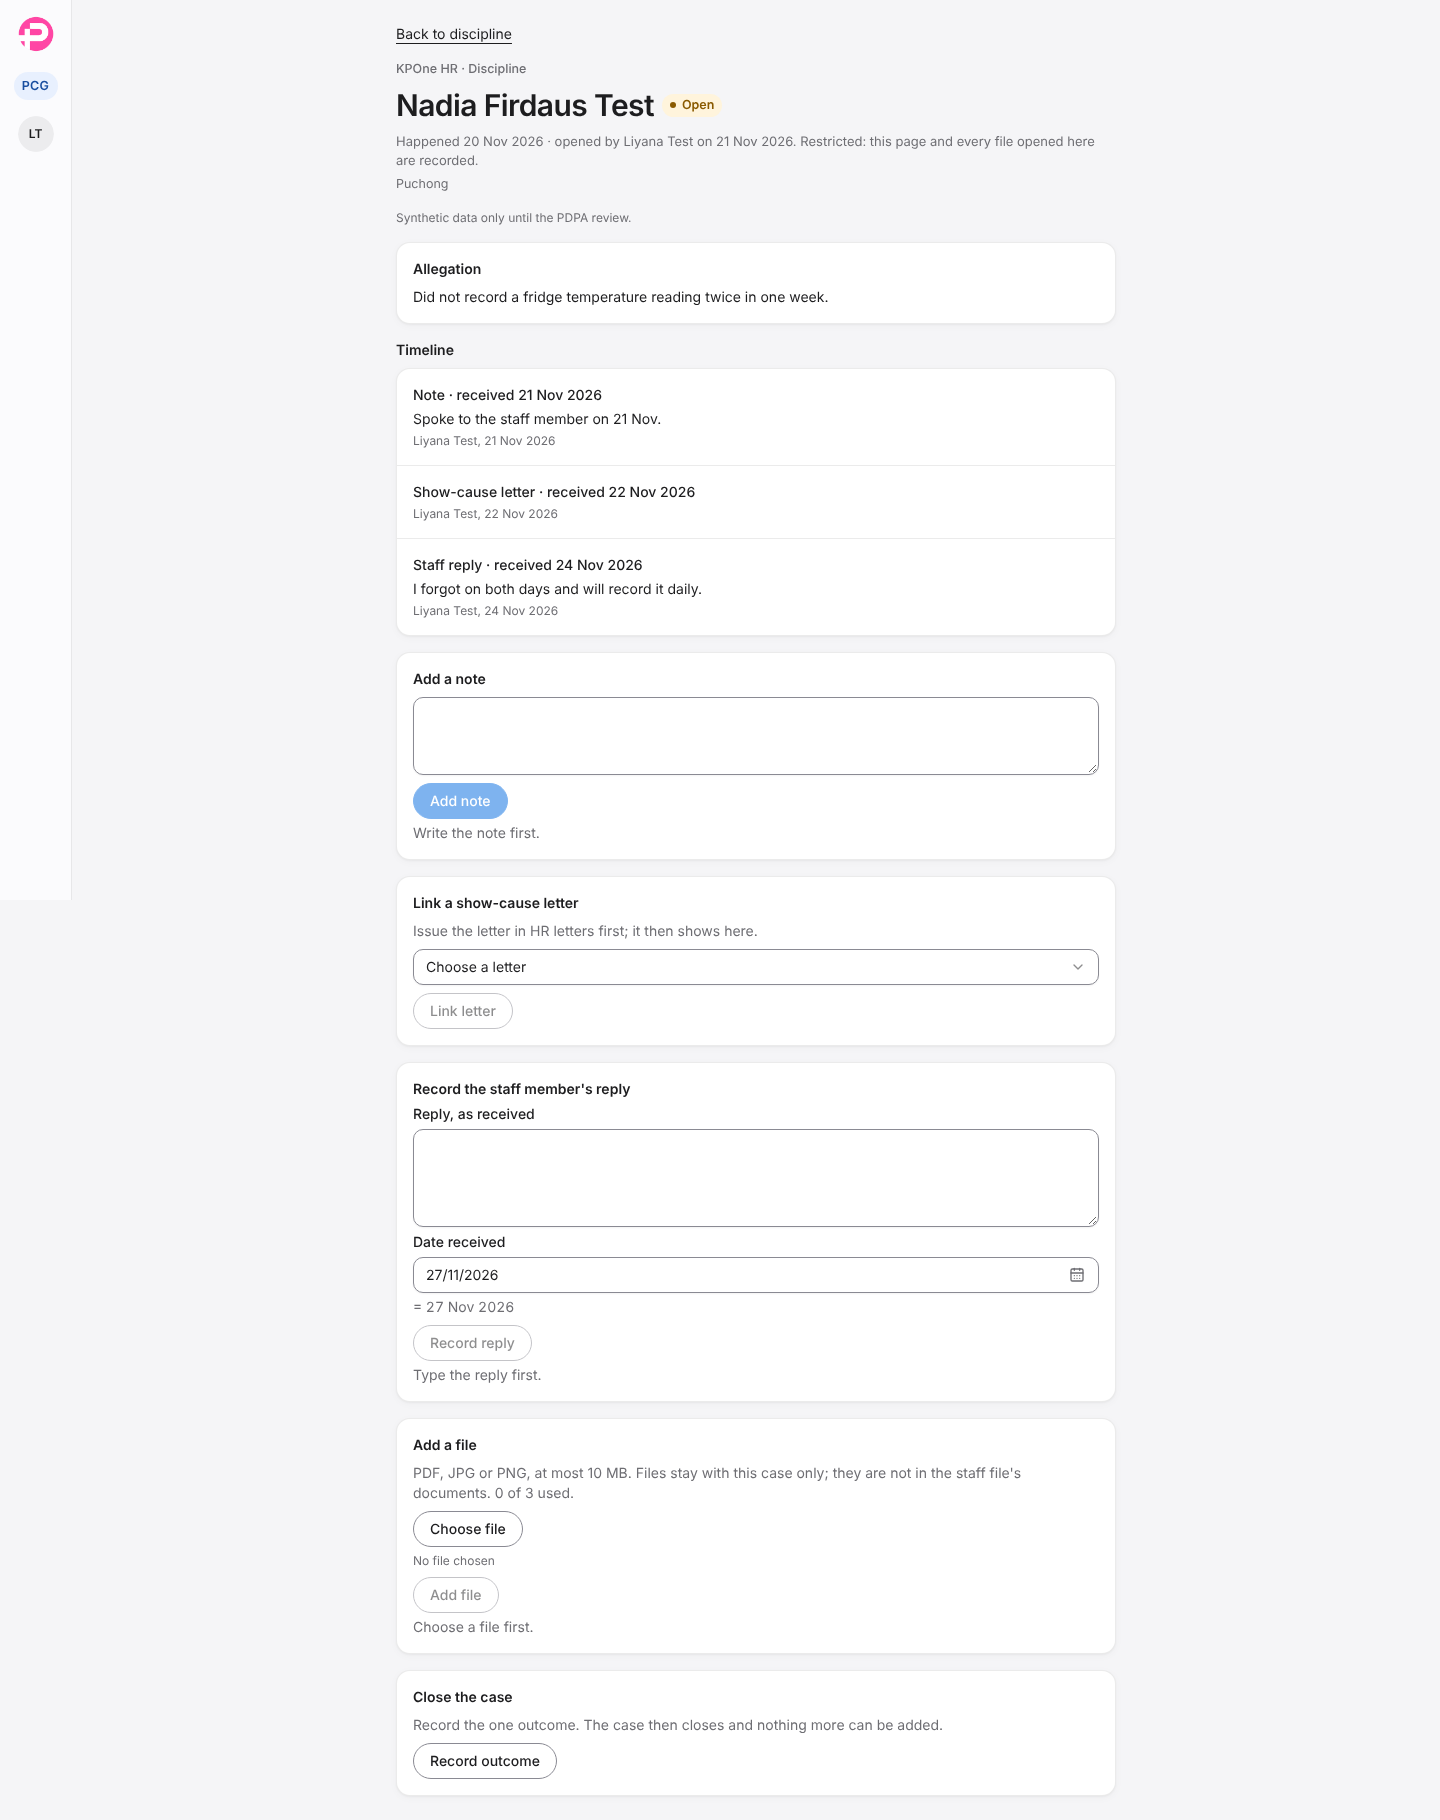 PCG
LT
Back to discipline
KPOne HR · Discipline
Nadia Firdaus Test
Open
Happened 20 Nov 2026 · opened by Liyana Test on 21 Nov 2026. Restricted: this page and every file opened here
are recorded.
Puchong
Synthetic data only until the PDPA review.
Allegation
Did not record a fridge temperature reading twice in one week.
Timeline
Note · received 21 Nov 2026
Spoke to the staff member on 21 Nov.
Liyana Test, 21 Nov 2026
Show-cause letter · received 22 Nov 2026
Liyana Test, 22 Nov 2026
Staff reply · received 24 Nov 2026
I forgot on both days and will record it daily.
Liyana Test, 24 Nov 2026
Add a note
Add note
Write the note first.
Link a show-cause letter
Issue the letter in HR letters first; it then shows here.
Choose a letter
Link letter
Record the staff member's reply
Reply, as received
Date received
27/11/2026
= 27 Nov 2026
Record reply
Type the reply first.
Add a file
PDF, JPG or PNG, at most 10 MB. Files stay with this case only; they are not in the staff file's
documents. 0 of 3 used.
Choose file
No file chosen
Add file
Choose a file first.
Close the case
Record the one outcome. The case then closes and nothing more can be added.
Record outcome